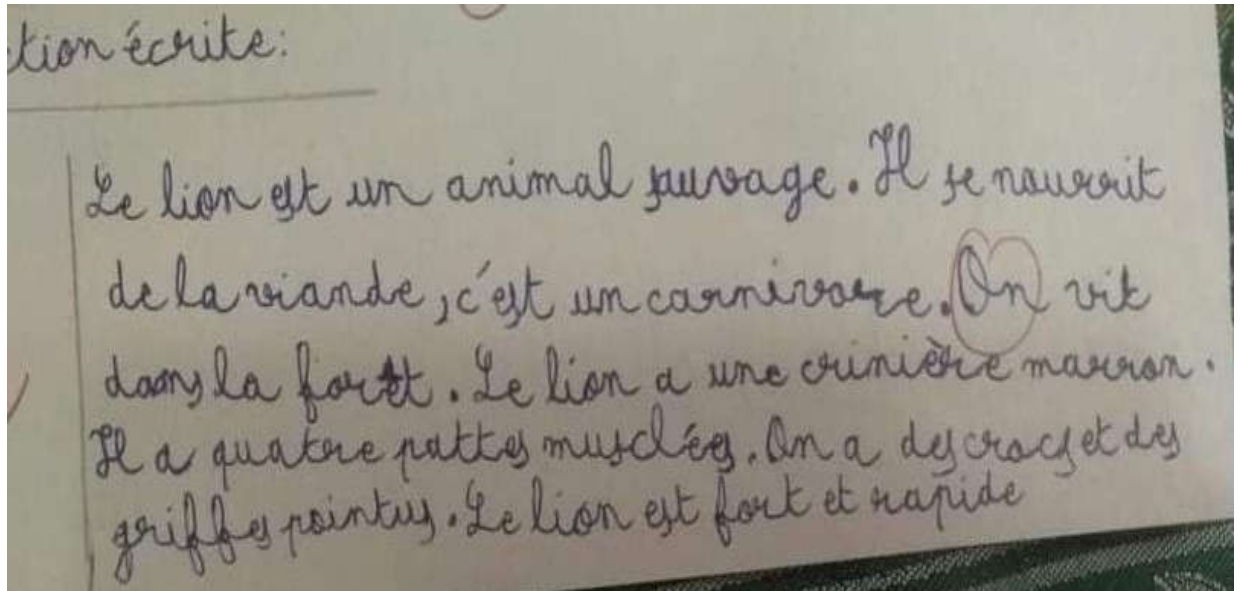 ction écrite:
Le lion est un animal sauvage. Il se nourrit
de la viande, c'est un carnivore. On vit
dans la forêt. Le lion a une crinière marron.
Il a quatre pattes musclées. On a des crocs et des
griffes pointus. Le lion est fort et rapide